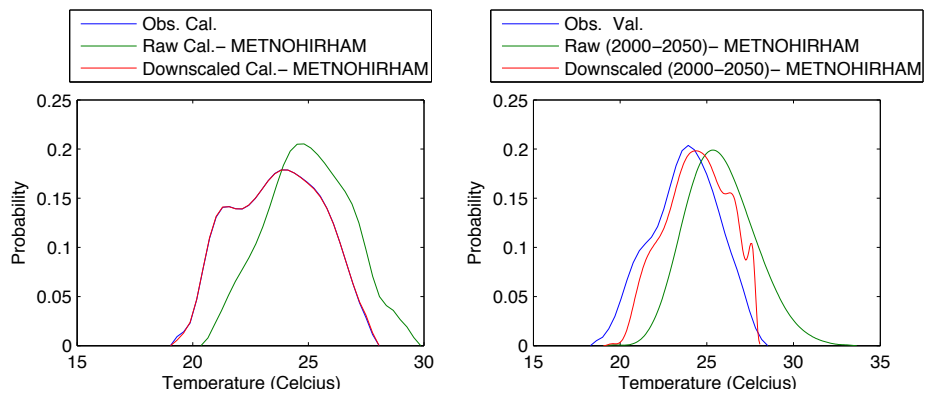 Obs. Cal.
Raw Cal.− METNOHIRHAM
Downscaled Cal.− METNOHIRHAM
0.25
0.2
0.15
0.1
0.05
0
15
20
25
30
Probability
Temperature (Celcius)
Obs. Val.
Raw (2000−2050)− METNOHIRHAM
Downscaled (2000−2050)− METNOHIRHAM
0.25
0.2
0.15
0.1
0.05
0
15
20
25
30
35
Probability
Temperature (Celcius)